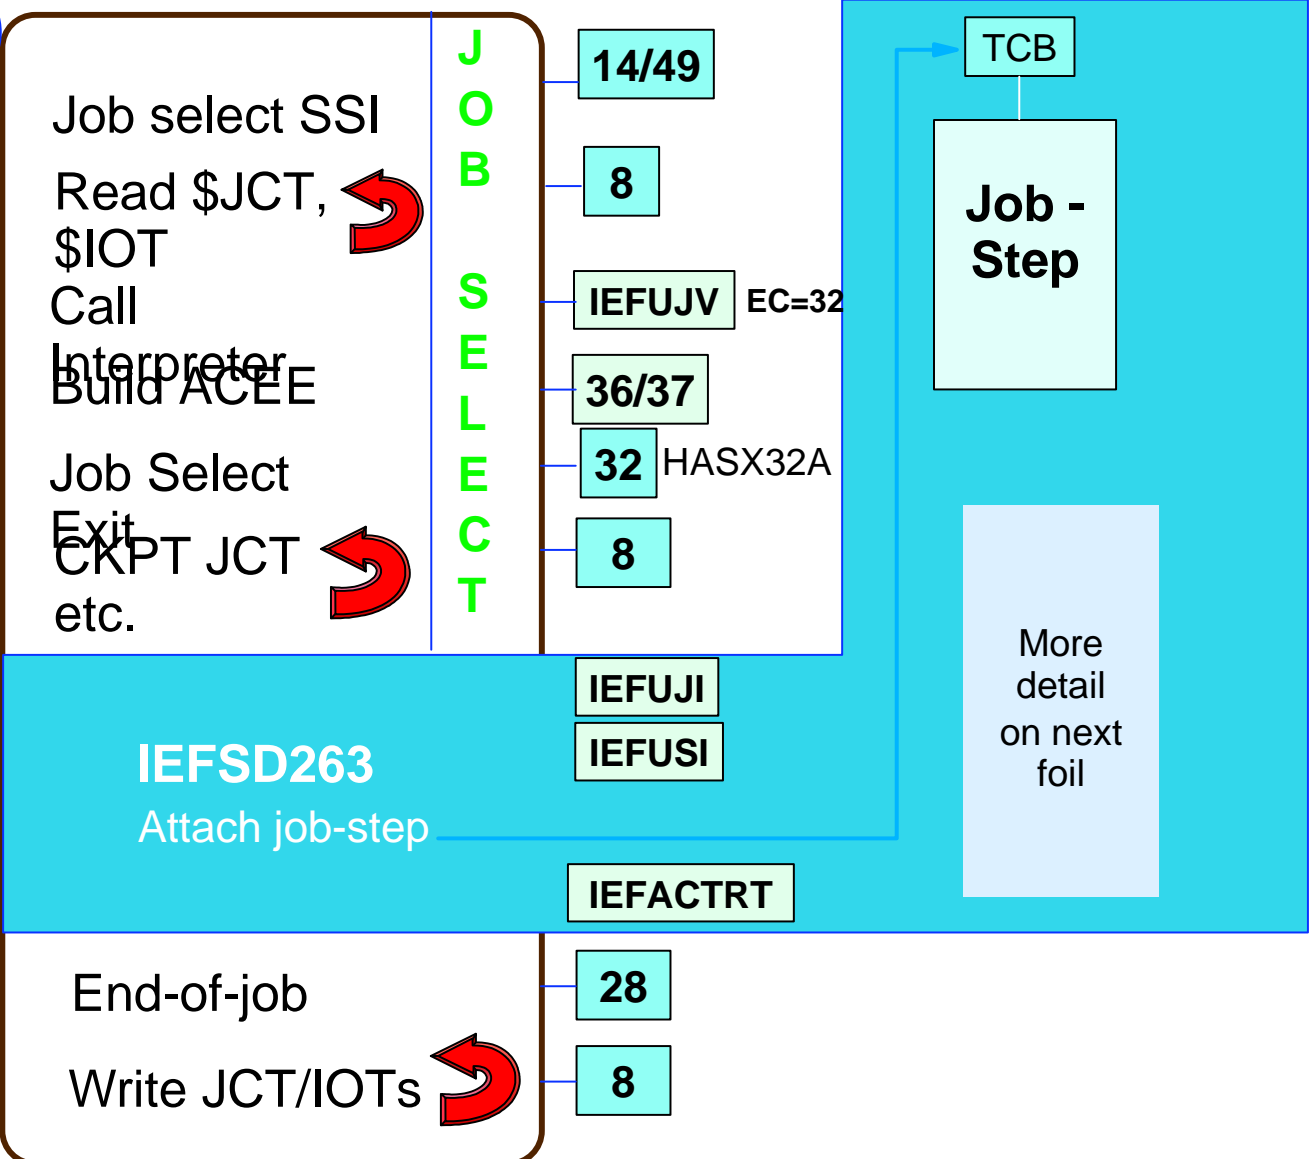 Job select SSI
Read $JCT,
$IOT
Call
Interpreter
Build ACEE
Job Select
Exit
CKPT JCT
etc.
J
O
B
S
E
L
E
C
T
14/49
8
IEFUJV EC=32
36/37
32 HASX32A
8
TCB
Job -
Step
More
detail
on next
foil
IEFUJI
IEFUSI
IEFSD263
Attach job-step
IEFACTRT
End-of-job
28
Write JCT/IOTs
8